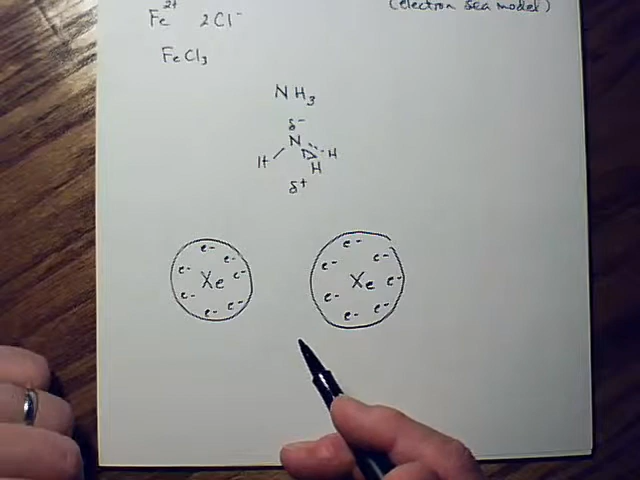 (electron sea model)
Fe²⁺ 2Cl⁻
FeCl₃
NH₃
δ⁻
N
H H
H
δ⁺
e⁻ e⁻
e⁻ e⁻ e⁻ e⁻
e⁻ Xe e⁻ Xe e⁻
e⁻ e⁻ e⁻ e⁻
e⁻ e⁻